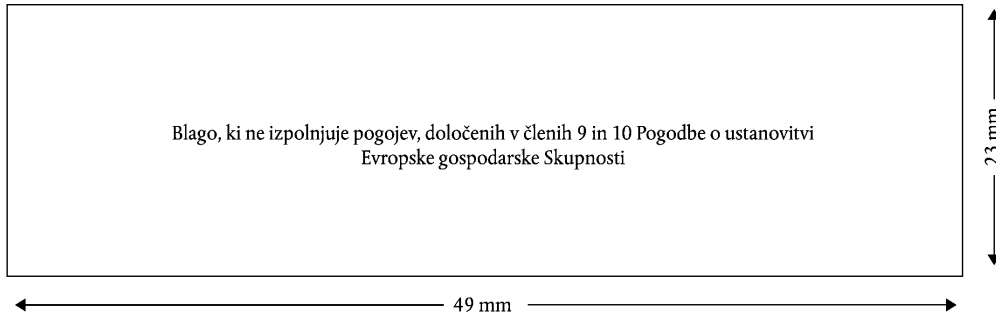 Blago, ki ne izpolnjuje pogojev, določenih v členih 9 in 10 Pogodbe o ustanovitvi
Evropske gospodarske Skupnosti
23 mm
49 mm